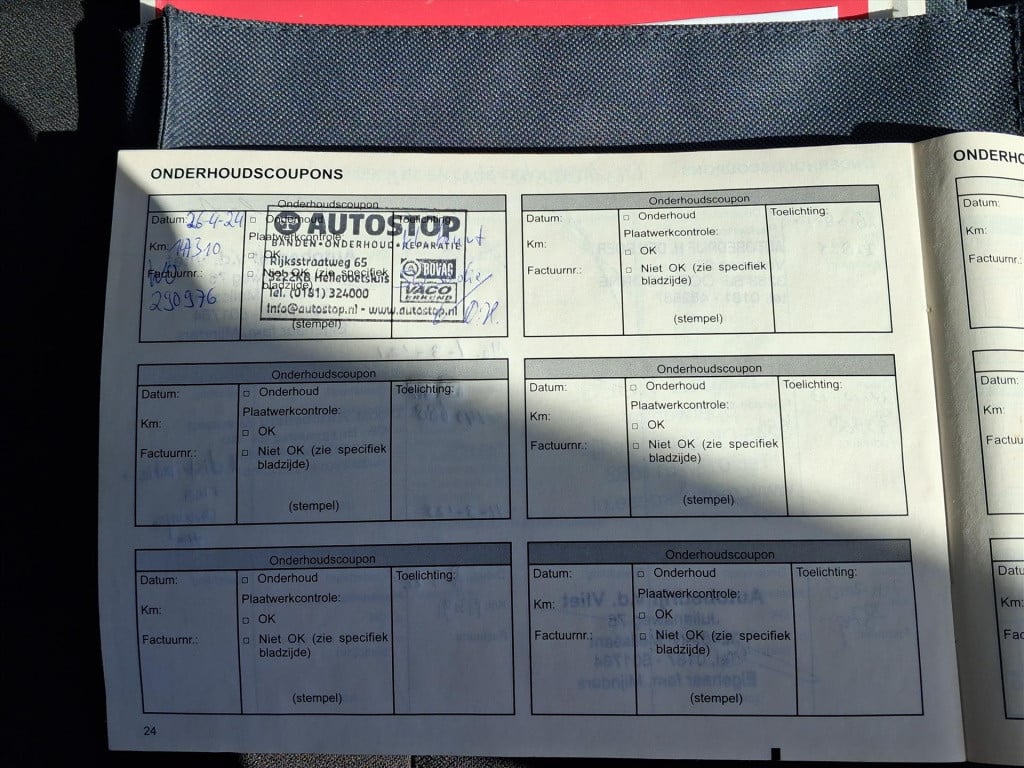 ONDERHOUDSCOUPONS
Onderhoudscoupon
Datum: 26-4-24
□ Onderhoud
Toelichting:
Plaatwerkcontrole:
Km:
□ OK
Factuurnr.:
□ Niet OK (zie specifiek
bladzijde)
290976
(stempel)
AUTOSTOP
BANDEN•ONDERHOUD•REPARATIE
Rijksstraatweg 65
3222KB Hellevoetsluis
Tel. (0181) 324000
Info@autostop.nl - www.autostop.nl
BOVAG
VACO
ERKEND
Onderhoudscoupon
Datum:
□ Onderhoud
Toelichting:
Plaatwerkcontrole:
Km:
□ OK
Factuurnr.:
□ Niet OK (zie specifiek
bladzijde)
(stempel)
Onderhoudscoupon
Datum:
□ Onderhoud
Toelichting:
Plaatwerkcontrole:
Km:
□ OK
Factuurnr.:
□ Niet OK (zie specifiek
bladzijde)
(stempel)
Onderhoudscoupon
Datum:
□ Onderhoud
Toelichting:
Plaatwerkcontrole:
Km:
□ OK
Factuurnr.:
□ Niet OK (zie specifiek
bladzijde)
(stempel)
Onderhoudscoupon
Datum:
□ Onderhoud
Toelichting:
Plaatwerkcontrole:
Km:
□ OK
Factuurnr.:
□ Niet OK (zie specifiek
bladzijde)
(stempel)
Onderhoudscoupon
Datum:
□ Onderhoud
Toelichting:
Plaatwerkcontrole:
Km:
□ OK
Factuurnr.:
□ Niet OK (zie specifiek
bladzijde)
(stempel)
24
ONDERHO
Datum:
Km:
Factuurnr.:
Datum:
Km:
Factuu
Datu
Km:
Fact